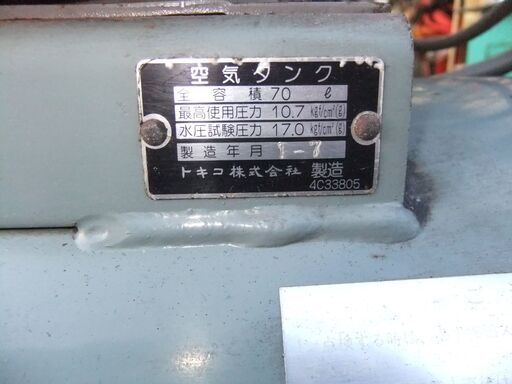 空気タンク
全容積 70 ℓ
最高使用圧力 10.7 kgf/cm²(g)
水圧試験圧力 17.0 kgf/cm²(g)
製造年月 1-7
トキコ株式会社 製造
4C33805